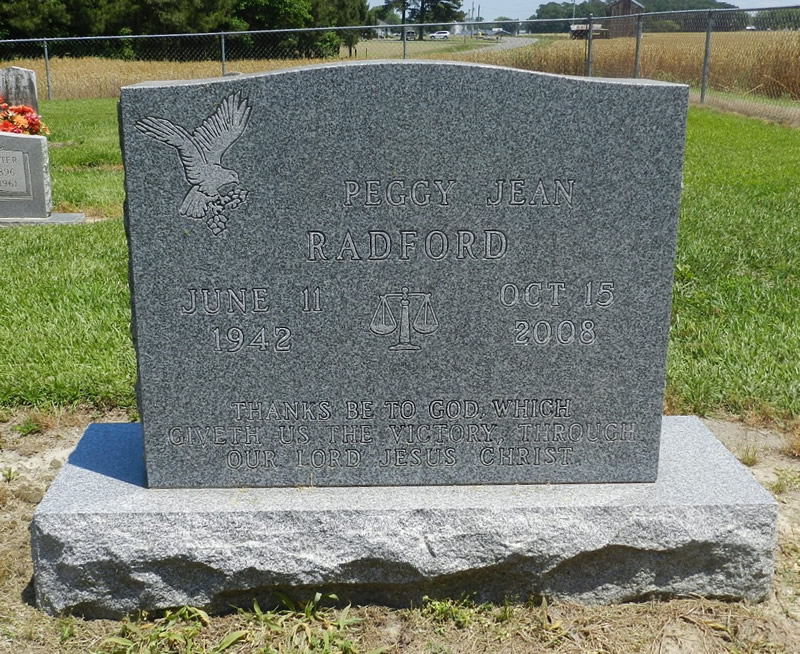 PEGGY JEAN
RADFORD
JUNE 11
1942
OCT 15
2008
THANKS BE TO GOD, WHICH
GIVETH US THE VICTORY, THROUGH
OUR LORD JESUS CHRIST.
1961